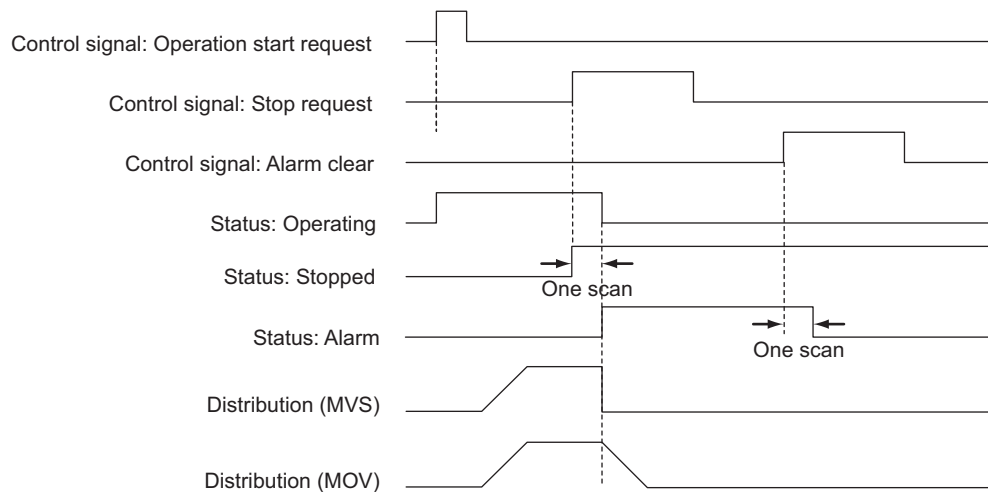 Control signal: Operation start request
Control signal: Stop request
Control signal: Alarm clear
Status: Operating
Status: Stopped
One scan
Status: Alarm
One scan
Distribution (MVS)
Distribution (MOV)